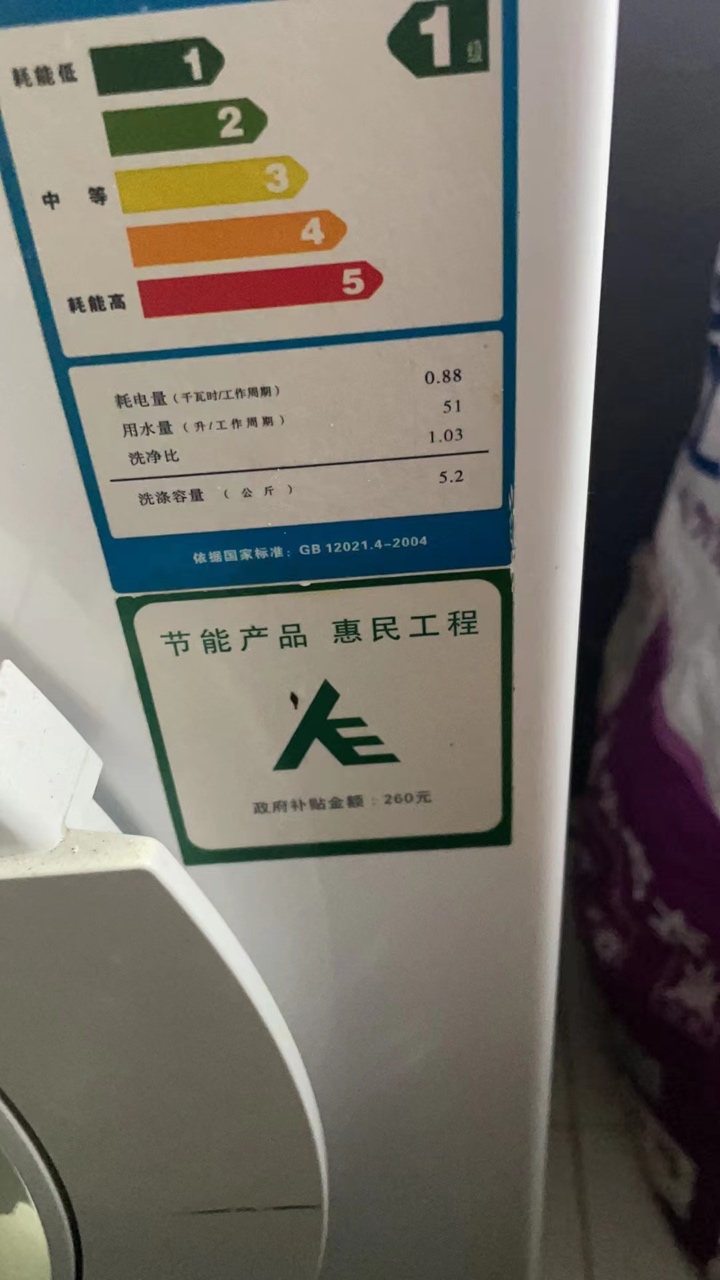 耗能低 1 1级
2
中 等 3
4
耗能高 5
耗电量（千瓦时/工作周期） 0.88
用水量（升/工作周期） 51
洗净比 1.03
洗涤容量 （公斤） 5.2
依据国家标准：GB 12021.4-2004
节能产品 惠民工程
政府补贴金额：260元